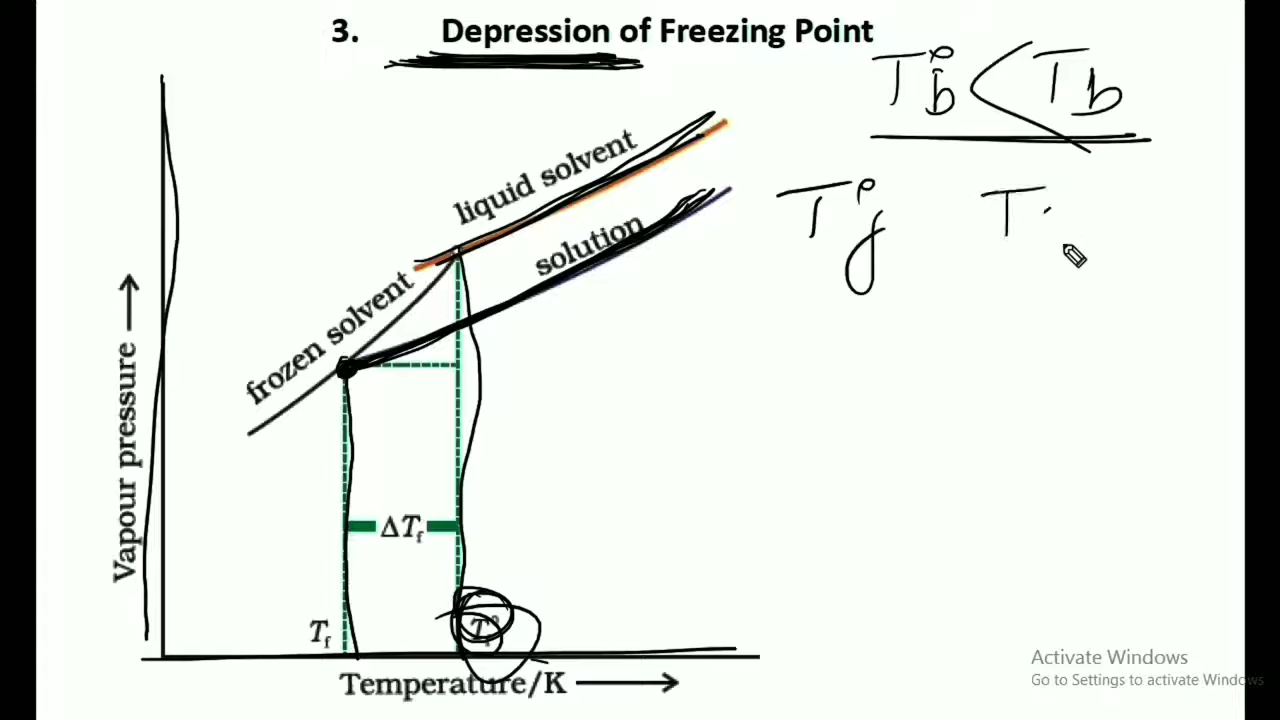 3. Depression of Freezing Point
T°b < Tb
T°f T
liquid solvent
solution
frozen solvent
Vapour pressure
ΔTf
Tf
Temperature/K
Activate Windows
Go to Settings to activate Windows